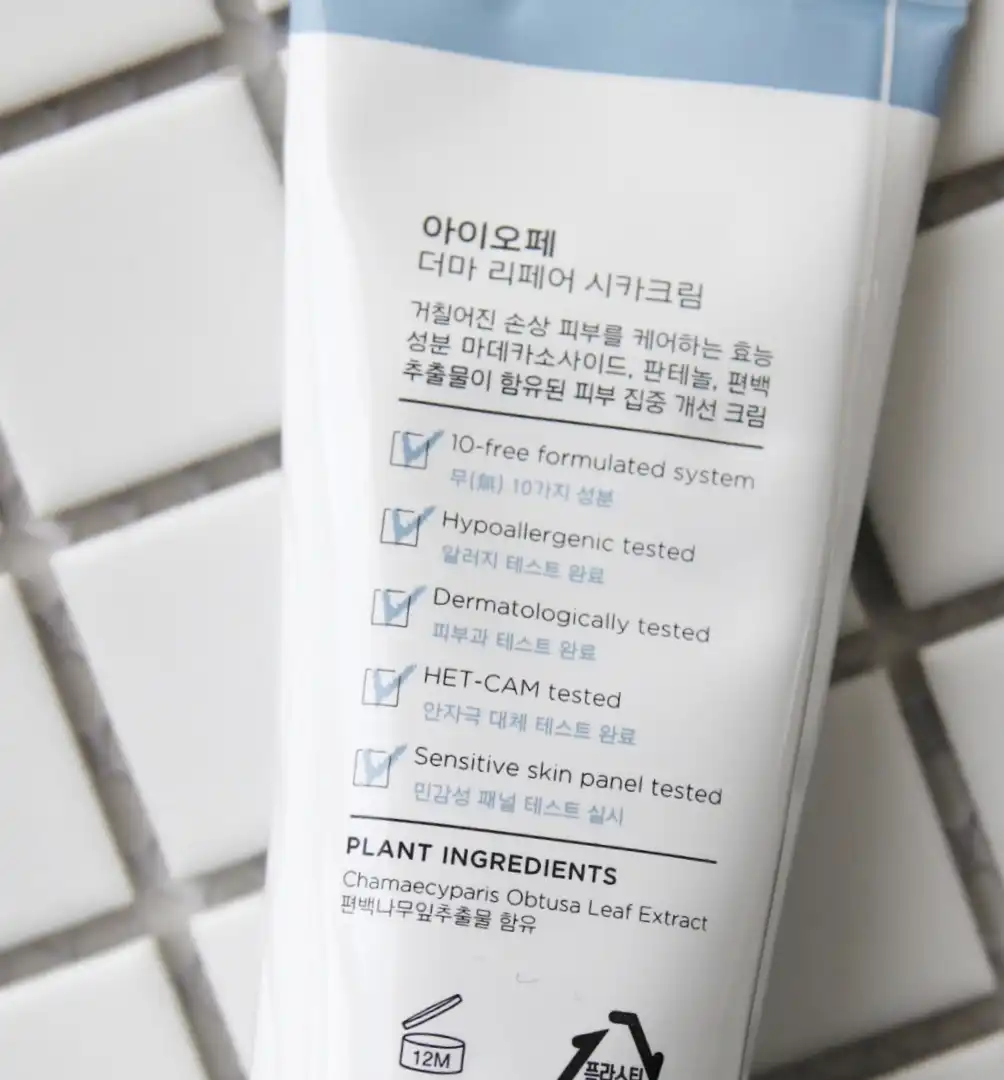 아이오페
더마 리페어 시카크림
거칠어진 손상 피부를 케어하는 효능
성분 마데카소사이드, 판테놀, 편백
추출물이 함유된 피부 집중 개선 크림
10-free formulated system
무(無) 10가지 성분
Hypoallergenic tested
알러지 테스트 완료
Dermatologically tested
피부과 테스트 완료
HET-CAM tested
안자극 대체 테스트 완료
Sensitive skin panel tested
민감성 패널 테스트 실시
PLANT INGREDIENTS
Chamaecyparis Obtusa Leaf Extract
편백나무잎추출물 함유
12M